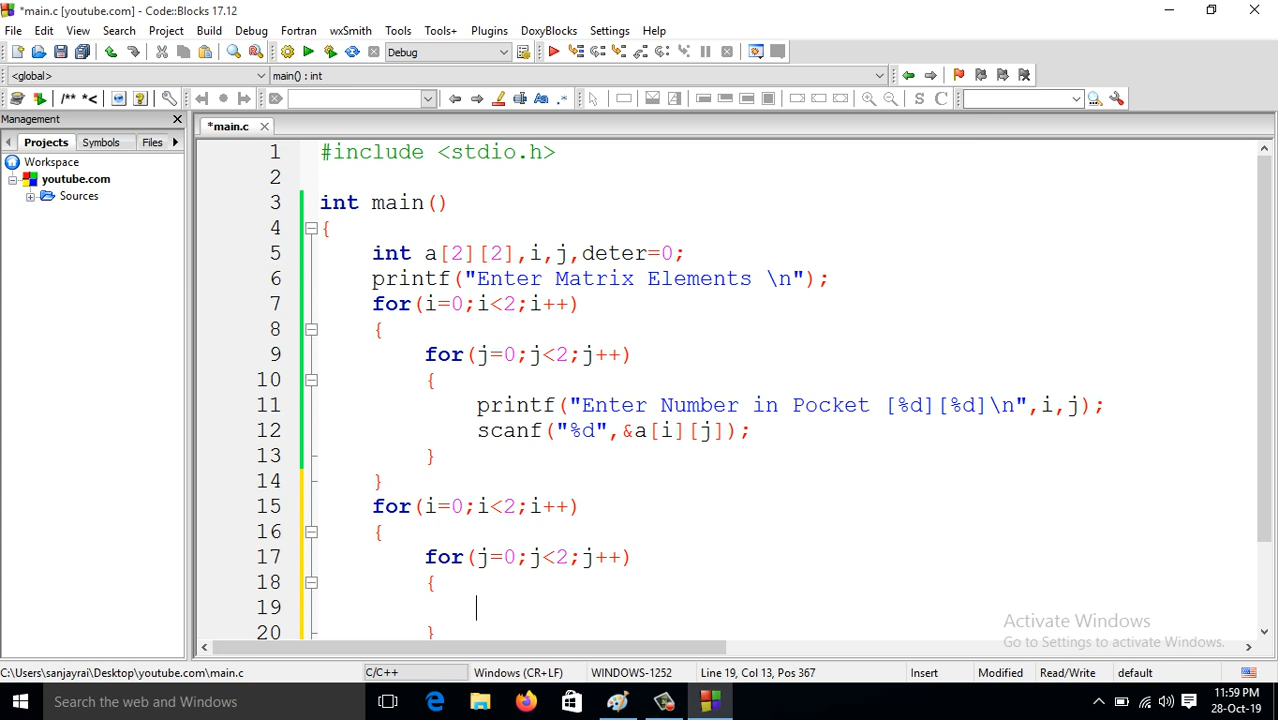 *main.c [youtube.com] - Code::Blocks 17.12
File Edit View Search Project Build Debug Fortran wxSmith Tools Tools+ Plugins DoxyBlocks Settings Help
Debug
<global> main() : int
/** *<
Aa .* S C
Management
Projects Symbols Files
Workspace
youtube.com
Sources
*main.c
1 #include <stdio.h>
2
3 int main()
4 {
5 int a[2][2],i,j,deter=0;
6 printf("Enter Matrix Elements \n");
7 for(i=0;i<2;i++)
8 {
9 for(j=0;j<2;j++)
10 {
11 printf("Enter Number in Pocket [%d][%d]\n",i,j);
12 scanf("%d",&a[i][j]);
13 }
14 }
15 for(i=0;i<2;i++)
16 {
17 for(j=0;j<2;j++)
18 {
19
20 }
Activate Windows
Go to Settings to activate Windows.
C:\Users\sanjayrai\Desktop\youtube.com\main.c C/C++ Windows (CR+LF) WINDOWS-1252 Line 19, Col 13, Pos 367 Insert Modified Read/Write default
Search the web and Windows
11:59 PM
28-Oct-19